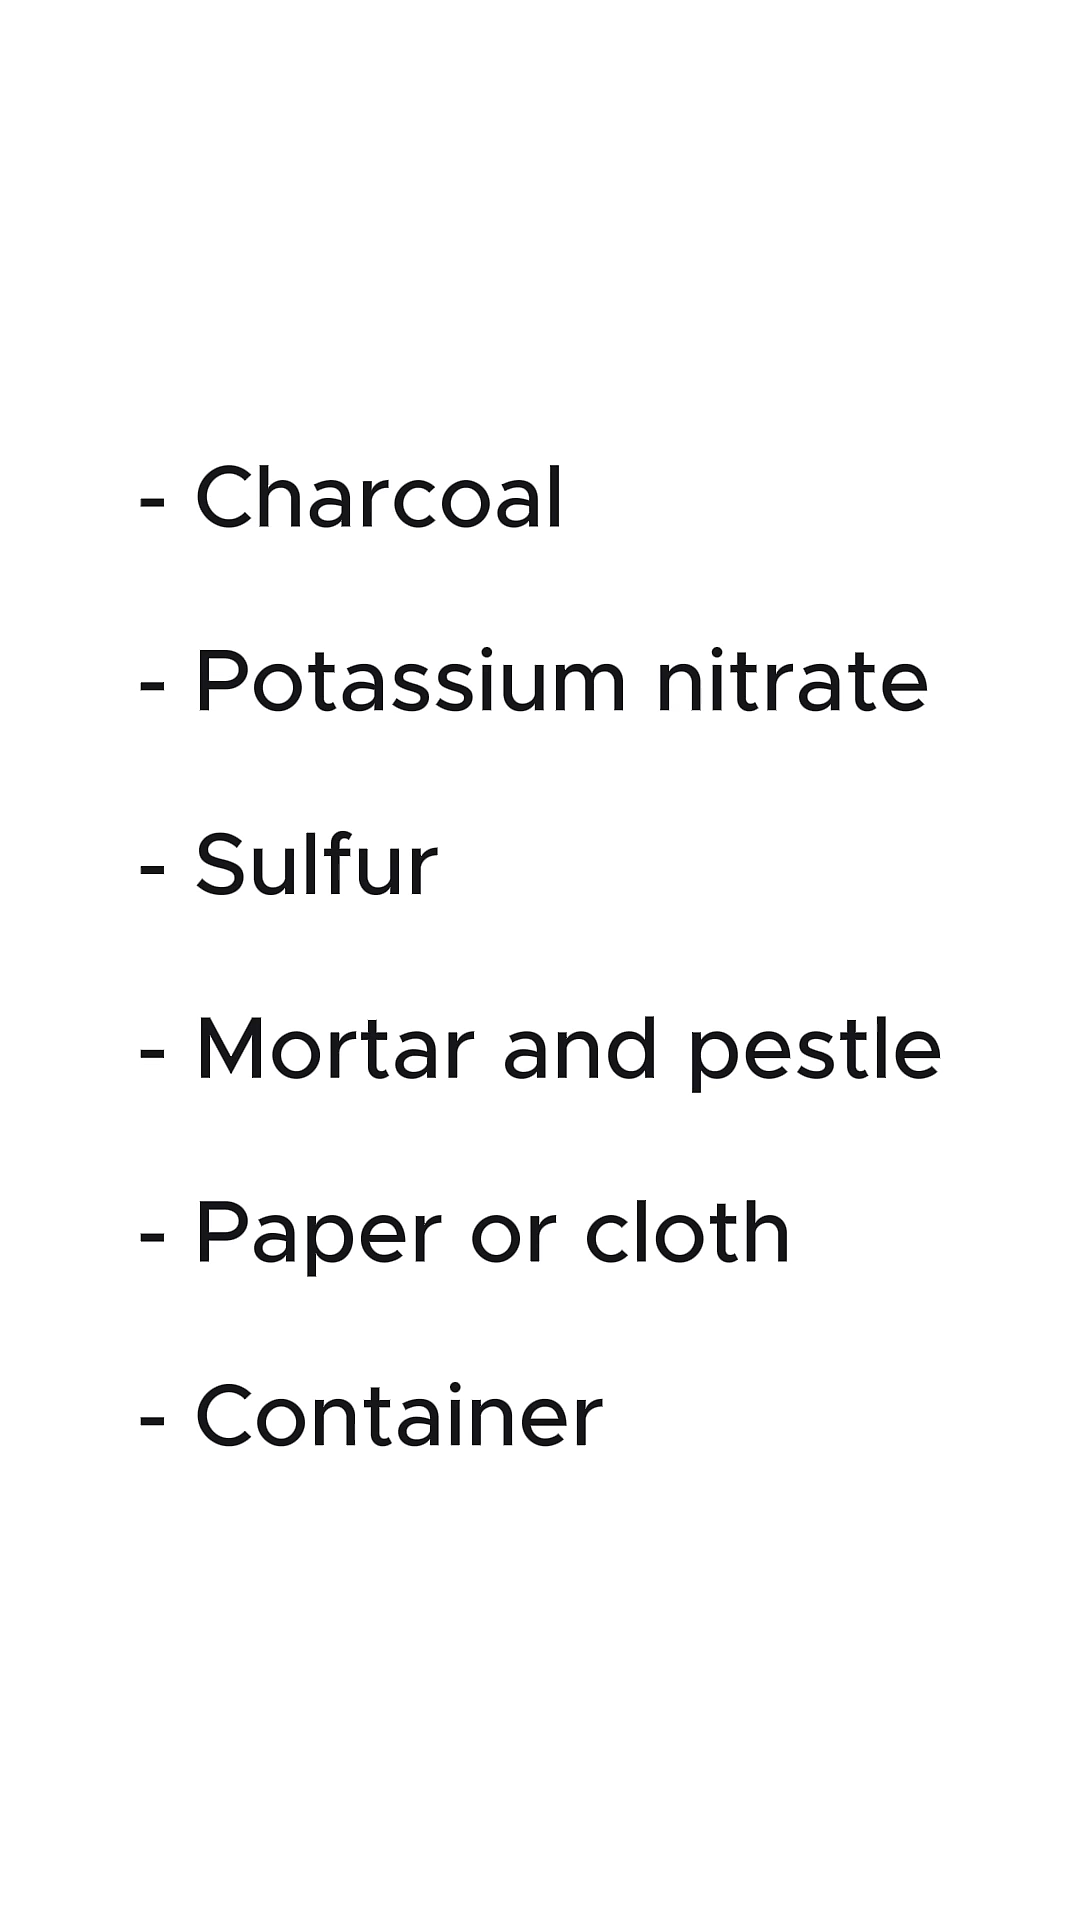 - Charcoal
- Potassium nitrate
- Sulfur
- Mortar and pestle
- Paper or cloth
- Container